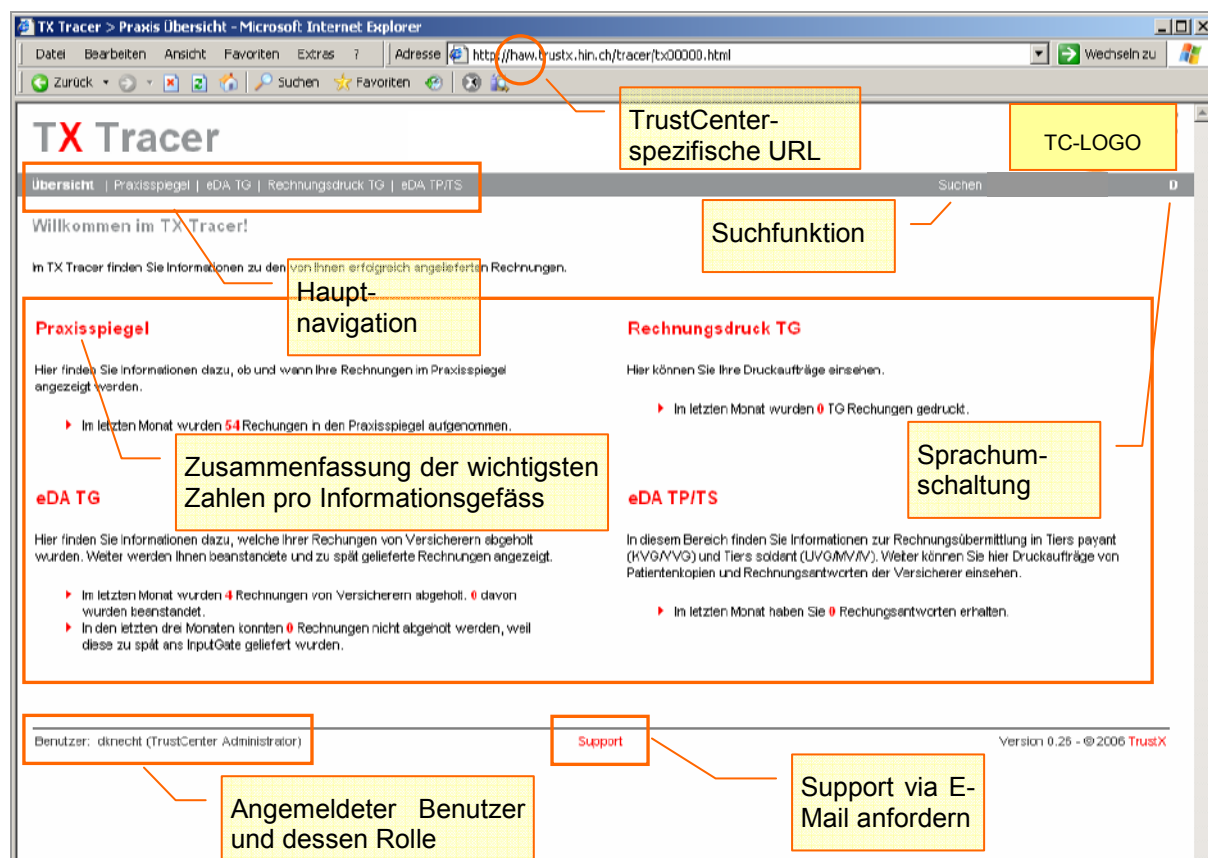 TX Tracer > Praxis Übersicht - Microsoft Internet Explorer
Datei Bearbeiten Ansicht Favoriten Extras ? Adresse http://haw.trustx.hin.ch/tracer/tx00000.html Wechseln zu
Zurück Suchen Favoriten
TrustCenter-
spezifische URL
TC-LOGO
TX Tracer
Übersicht | Praxisspiegel | eDA TG | Rechnungsdruck TG | eDA TP/TS Suchen D
Suchfunktion
Willkommen im TX Tracer!
Im TX Tracer finden Sie Informationen zu den von Ihnen erfolgreich angelieferten Rechnungen.
Haupt-
navigation
Praxisspiegel
Hier finden Sie Informationen dazu, ob und wann Ihre Rechnungen im Praxisspiegel
angezeigt werden.
Im letzten Monat wurden 54 Rechungen in den Praxisspiegel aufgenommen.
Rechnungsdruck TG
Hier können Sie Ihre Druckaufträge einsehen.
Im letzten Monat wurden 0 TG Rechungen gedruckt.
Zusammenfassung der wichtigsten
Zahlen pro Informationsgefäss
Sprachum-
schaltung
eDA TG
Hier finden Sie Informationen dazu, welche Ihrer Rechungen von Versicherern abgeholt
wurden. Weiter werden Ihnen beanstandete und zu spät gelieferte Rechnungen angezeigt.
Im letzten Monat wurden 4 Rechnungen von Versicherern abgeholt. 0 davon
wurden beanstandet.
In den letzten drei Monaten konnten 0 Rechnungen nicht abgeholt werden, weil
diese zu spät ans InputGate geliefert wurden.
eDA TP/TS
In diesem Bereich finden Sie Informationen zur Rechnungsübermittlung in Tiers payant
(KVG/VVG) und Tiers soldant (UVG/MV/IV). Weiter können Sie hier Druckaufträge von
Patientenkopien und Rechnungsantworten der Versicherer einsehen.
Im letzten Monat haben Sie 0 Rechungsantworten erhalten.
Benutzer: dknecht (TrustCenter Administrator) Support Version 0.25 - © 2006 TrustX
Angemeldeter Benutzer
und dessen Rolle
Support via E-
Mail anfordern